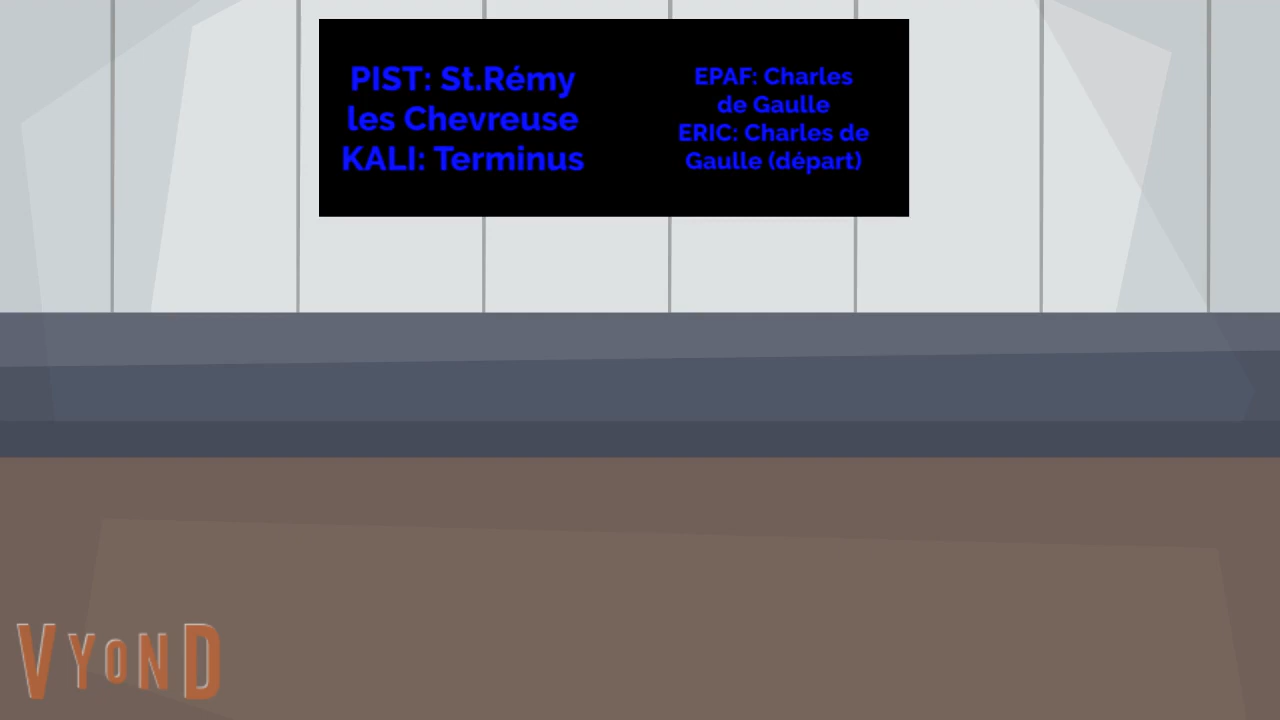 PIST: St.Rémy
les Chevreuse
KALI: Terminus
EPAF: Charles
de Gaulle
ERIC: Charles de
Gaulle (départ)
VYOND